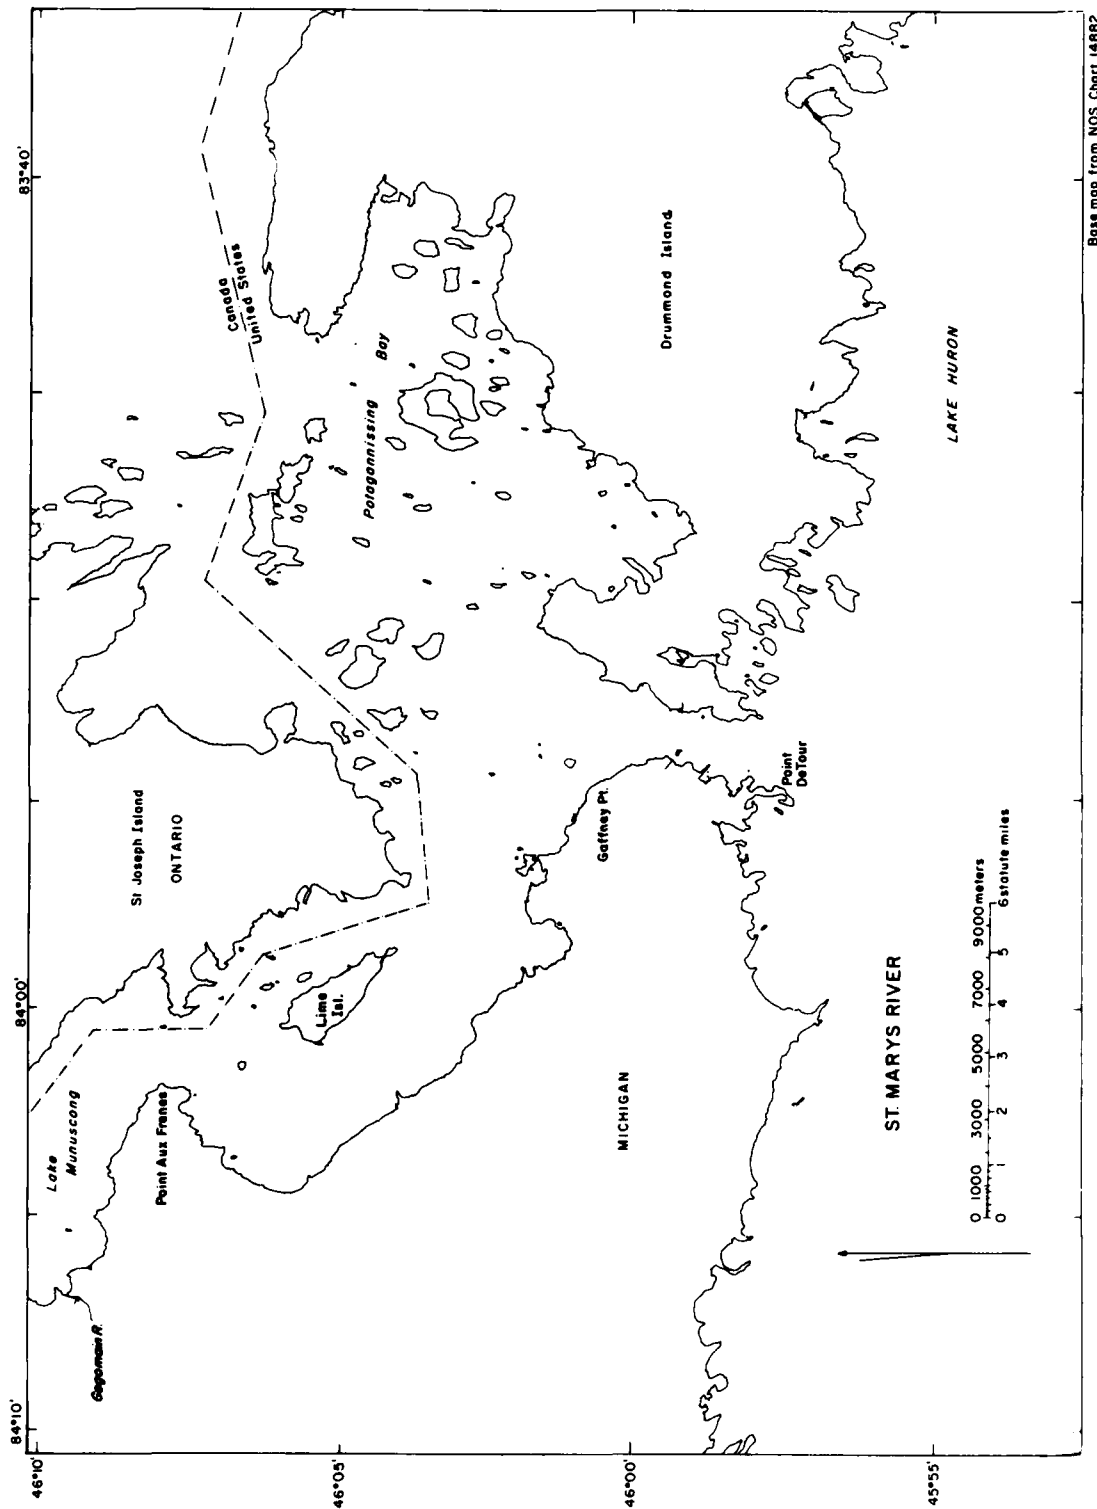 84°10'
84°00'
83°40'
46°10'
46°05'
46°00'
45°55'
Gogomain R.
Lake
Munuscong
Point Aux Frenes
St Joseph Island
ONTARIO
Canada
United States
Lime
Isl.
Potagannissing
Bay
Gaffney Pt.
Drummond Island
MICHIGAN
Point
DeTour
LAKE HURON
ST. MARYS RIVER
0 1000 3000 5000 7000 9000 meters
0 1 2 3 4 5 6 statute miles
Base map from NOS Chart 14882